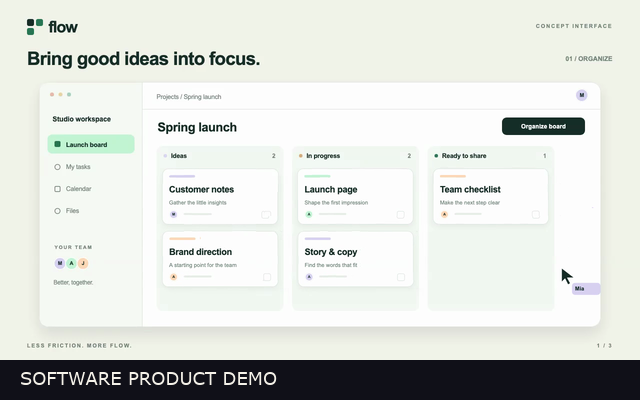 flow
CONCEPT INTERFACE
Bring good ideas into focus.
01 / ORGANIZE
Projects / Spring launch
M
Studio workspace
Spring launch
Organize board
Launch board
My tasks
Calendar
Files
YOUR TEAM
M A J
Better, together.
Ideas 2
Customer notes
Gather the little insights
M
Brand direction
A starting point for the team
A
In progress 2
Launch page
Shape the first impression
A
Story & copy
Find the words that fit
A
Ready to share 1
Team checklist
Make the next step clear
A
Mia
LESS FRICTION. MORE FLOW.
1 / 3
SOFTWARE PRODUCT DEMO